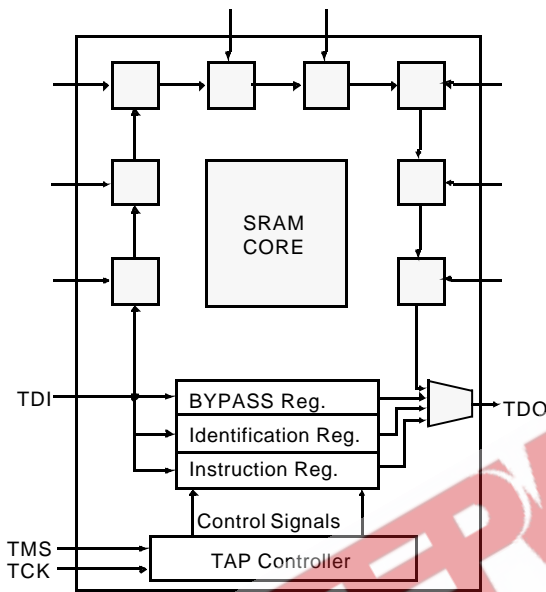 SRAM
CORE
TDI
BYPASS Reg.
TDO
Identification Reg.
Instruction Reg.
Control Signals
TMS
TAP Controller
TCK